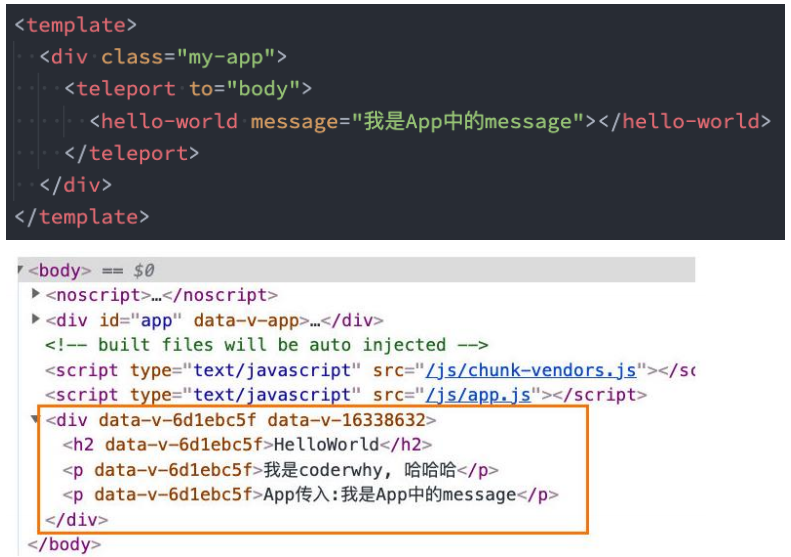 <template>
<div class="my-app">
<teleport to="body">
<hello-world message="我是App中的message"></hello-world>
</teleport>
</div>
</template>
<body> == $0
<noscript>…</noscript>
<div id="app" data-v-app>…</div>
<!-- built files will be auto injected -->
<script type="text/javascript" src="/js/chunk-vendors.js"></sc
<script type="text/javascript" src="/js/app.js"></script>
<div data-v-6d1ebc5f data-v-16338632>
<h2 data-v-6d1ebc5f>HelloWorld</h2>
<p data-v-6d1ebc5f>我是coderwhy, 哈哈哈</p>
<p data-v-6d1ebc5f>App传入:我是App中的message</p>
</div>
</body>